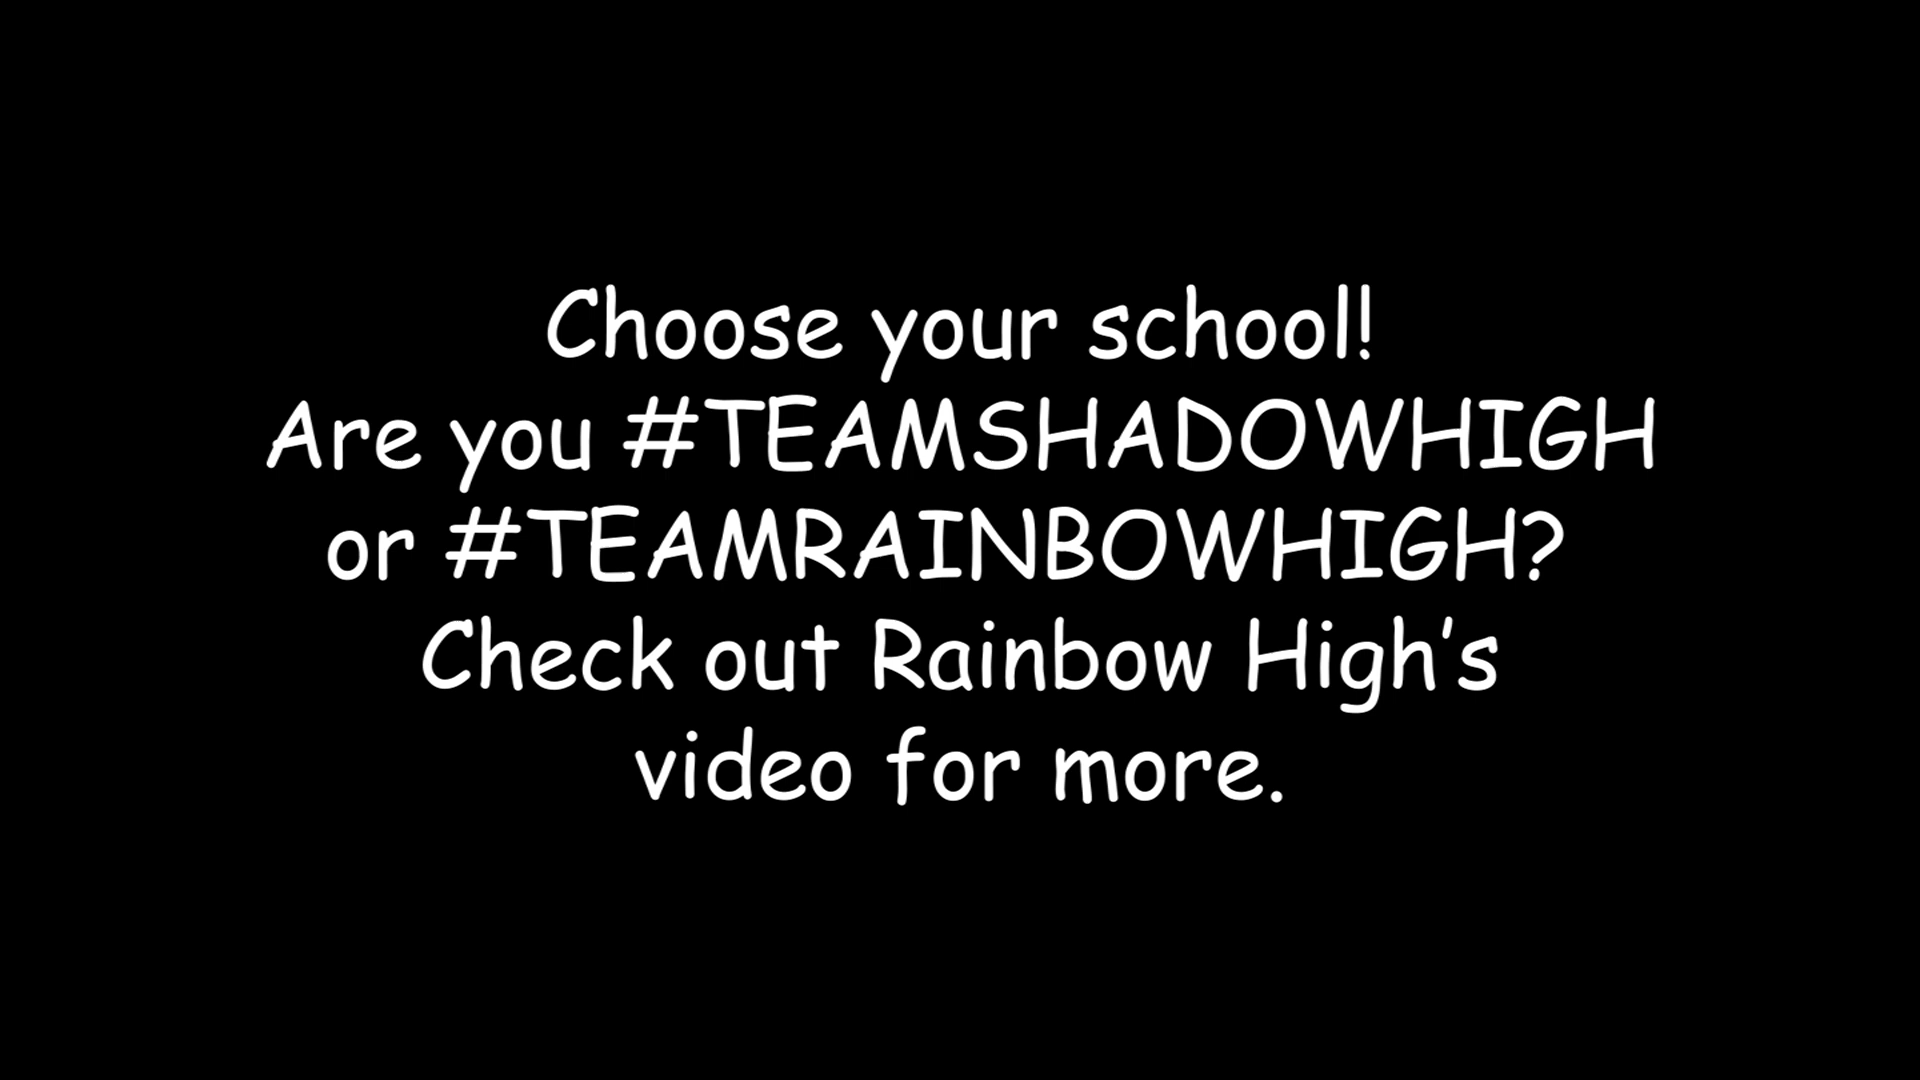 Choose your school!
Are you #TEAMSHADOWHIGH
or #TEAMRAINBOWHIGH?
Check out Rainbow High’s
video for more.